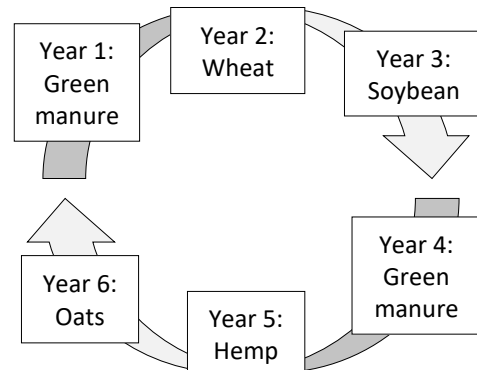 Year 1:
Green
manure
Year 2:
Wheat
Year 3:
Soybean
Year 4:
Green
manure
Year 5:
Hemp
Year 6:
Oats